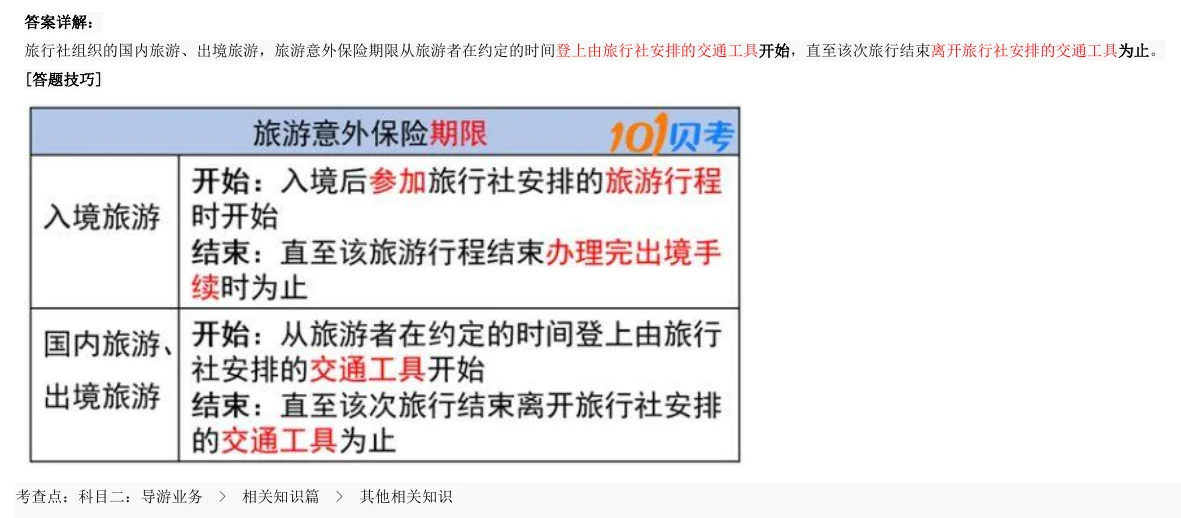 答案详解：
旅行社组织的国内旅游、出境旅游，旅游意外保险期限从旅游者在约定的时间登上由旅行社安排的交通工具开始，直至该次旅行结束离开旅行社安排的交通工具为止。
[答题技巧]
旅游意外保险期限 101贝考
入境旅游
开始：入境后参加旅行社安排的旅游行程
时开始
结束：直至该旅游行程结束办理完出境手
续时为止
国内旅游、
出境旅游
开始：从旅游者在约定的时间登上由旅行
社安排的交通工具开始
结束：直至该次旅行结束离开旅行社安排
的交通工具为止
考查点：科目二：导游业务 > 相关知识篇 > 其他相关知识